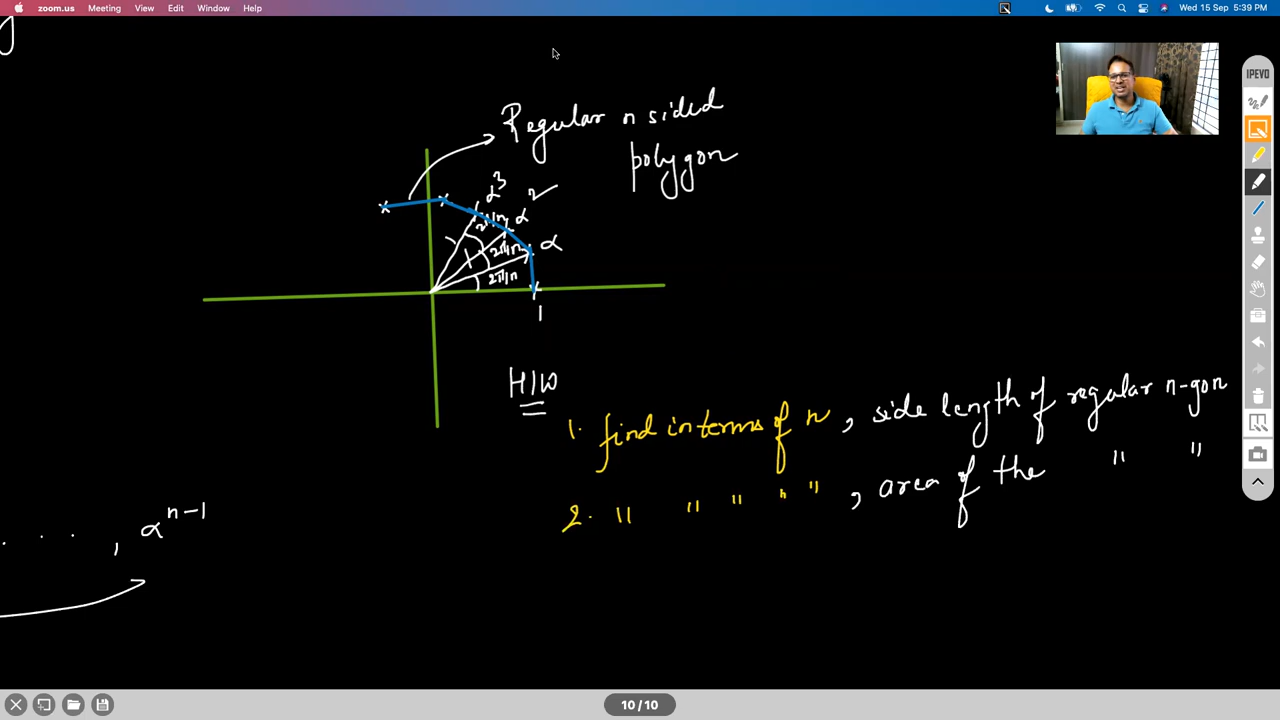 zoom.us Meeting View Edit Window Help Wed 15 Sep 5:39 PM
IPEVO
Regular n sided
polygon
α³
α²
α
2π/n
2π/n
2π/n
1
H/W
1. find in terms of n, side length of regular n-gon
2. " " " " ", area of the " "
. . . , α^{n-1}
10/10